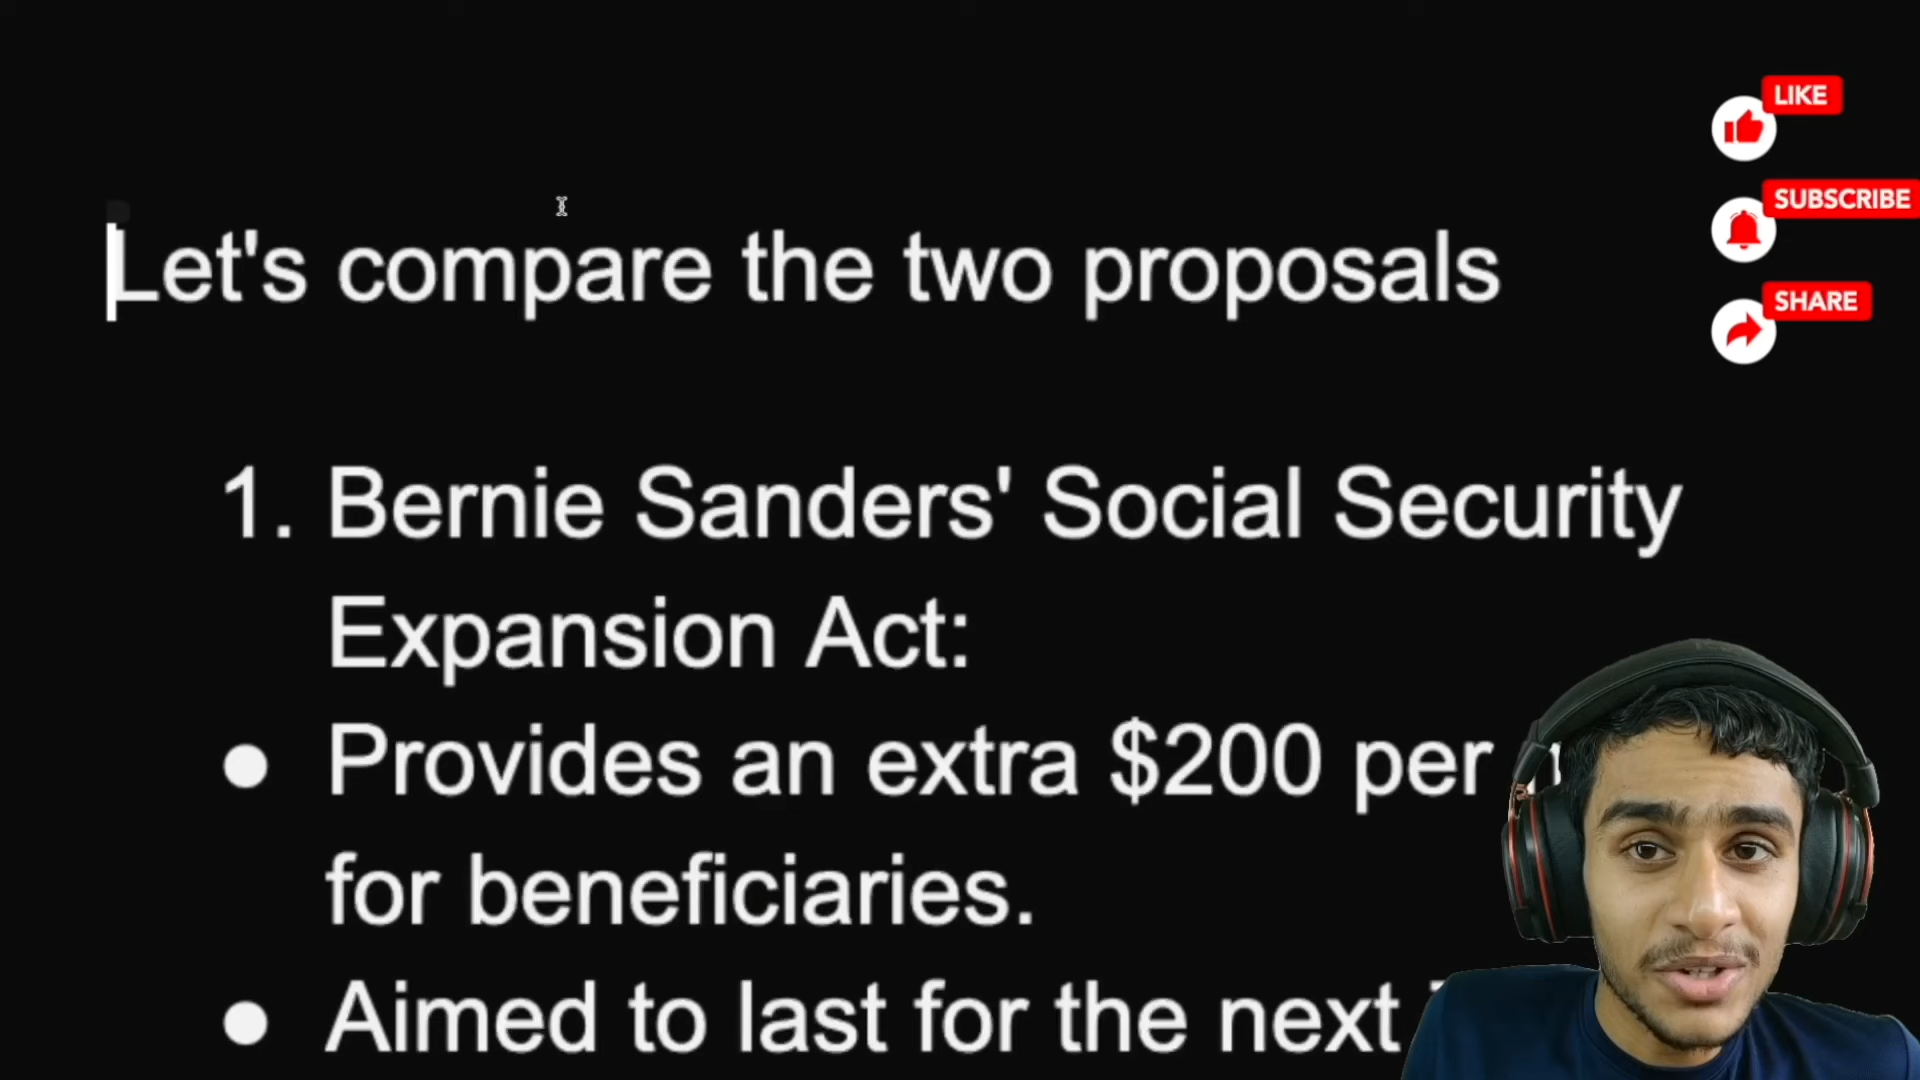 LIKE
SUBSCRIBE
SHARE
Let's compare the two proposals
1. Bernie Sanders' Social Security
Expansion Act:
● Provides an extra $200 per
for beneficiaries.
● Aimed to last for the next